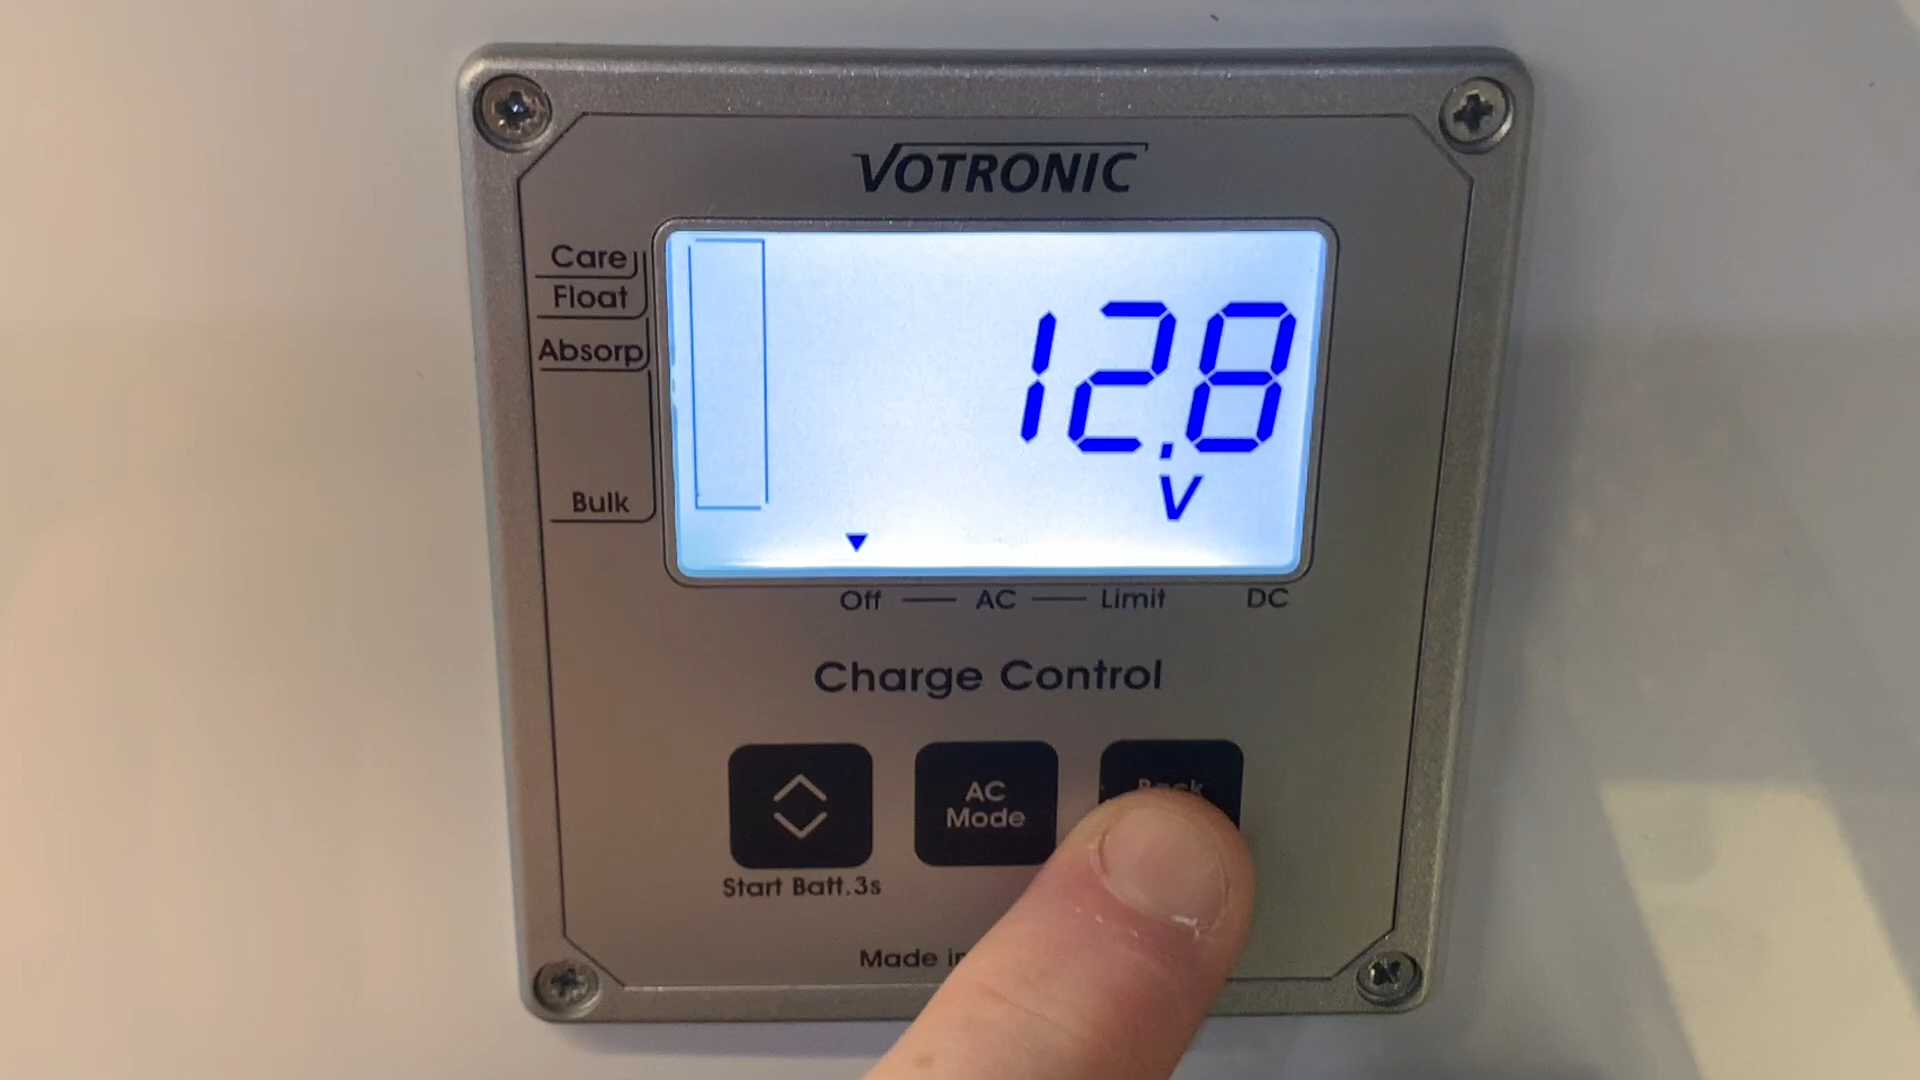 VOTRONIC
Care
Float
Absorp
Bulk
12.8
V
Off AC Limit DC
Charge Control
AC
Mode
Start Batt.3s
Made